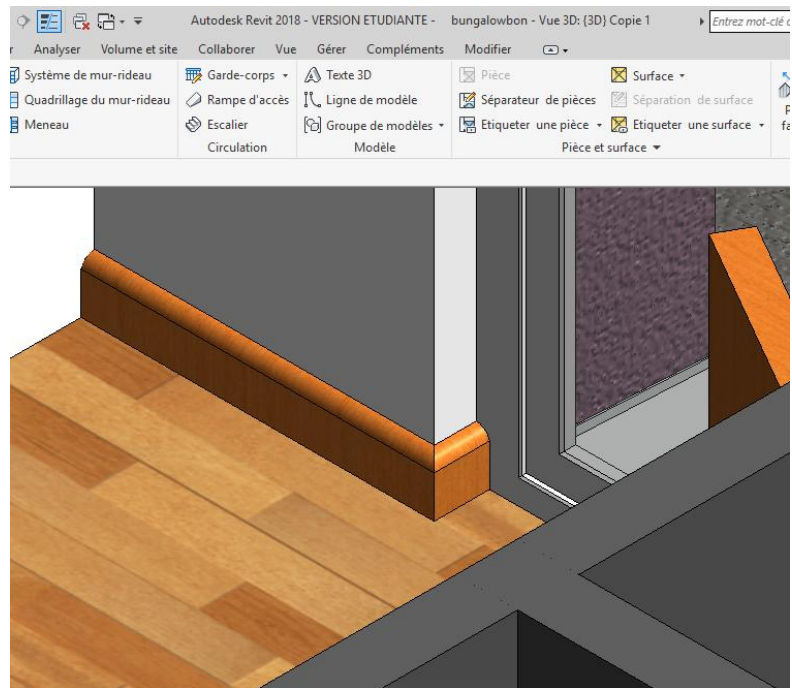 Autodesk Revit 2018 - VERSION ETUDIANTE - bungalowbon - Vue 3D: {3D} Copie 1 Entrez mot-clé
Analyser Volume et site Collaborer Vue Gérer Compléments Modifier
Système de mur-rideau Garde-corps Texte 3D Pièce Surface
Quadrillage du mur-rideau Rampe d'accès Ligne de modèle Séparateur de pièces Séparation de surface
Meneau Escalier Groupe de modèles Etiqueter une pièce Etiqueter une surface
Circulation Modèle Pièce et surface